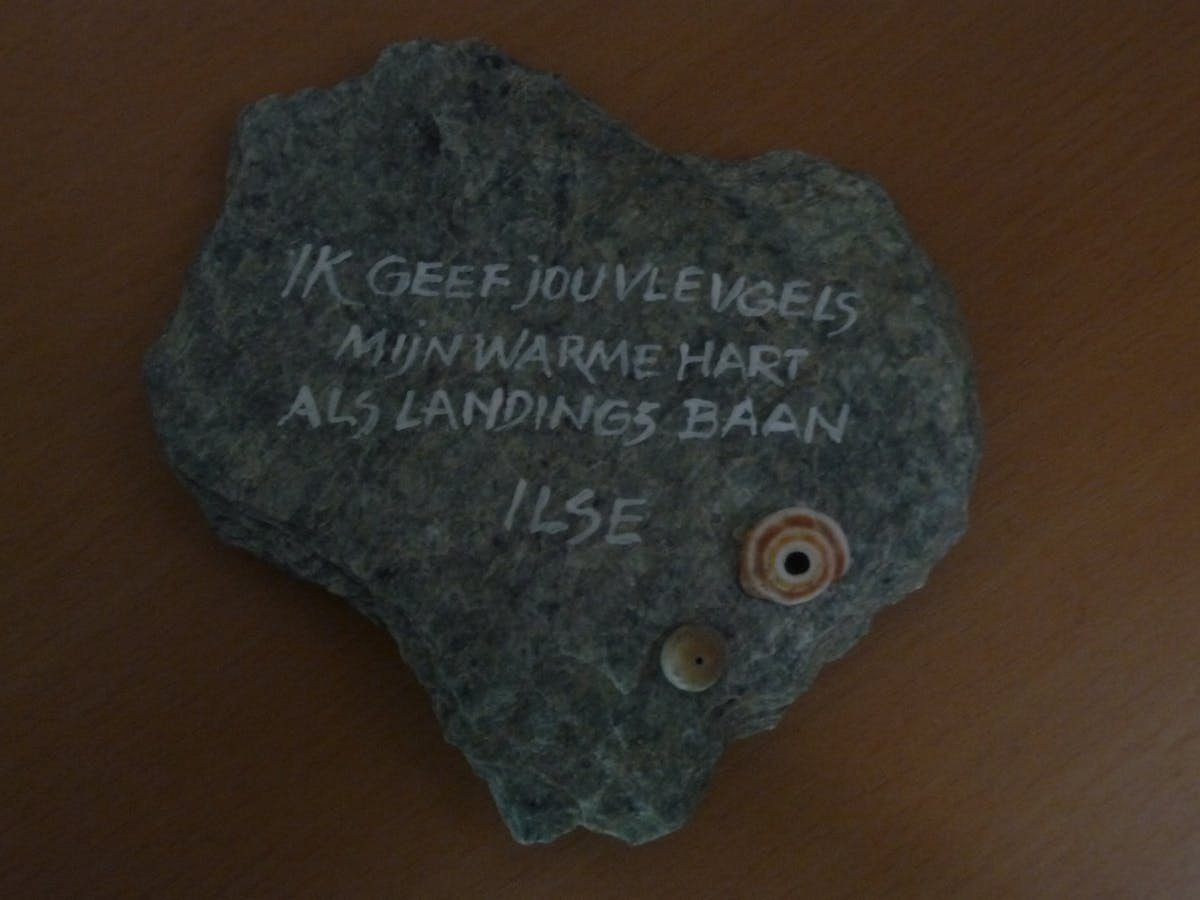 IK GEEF JOU VLEUGELS
MIJN WARME HART
ALS LANDINGS BAAN
ILSE